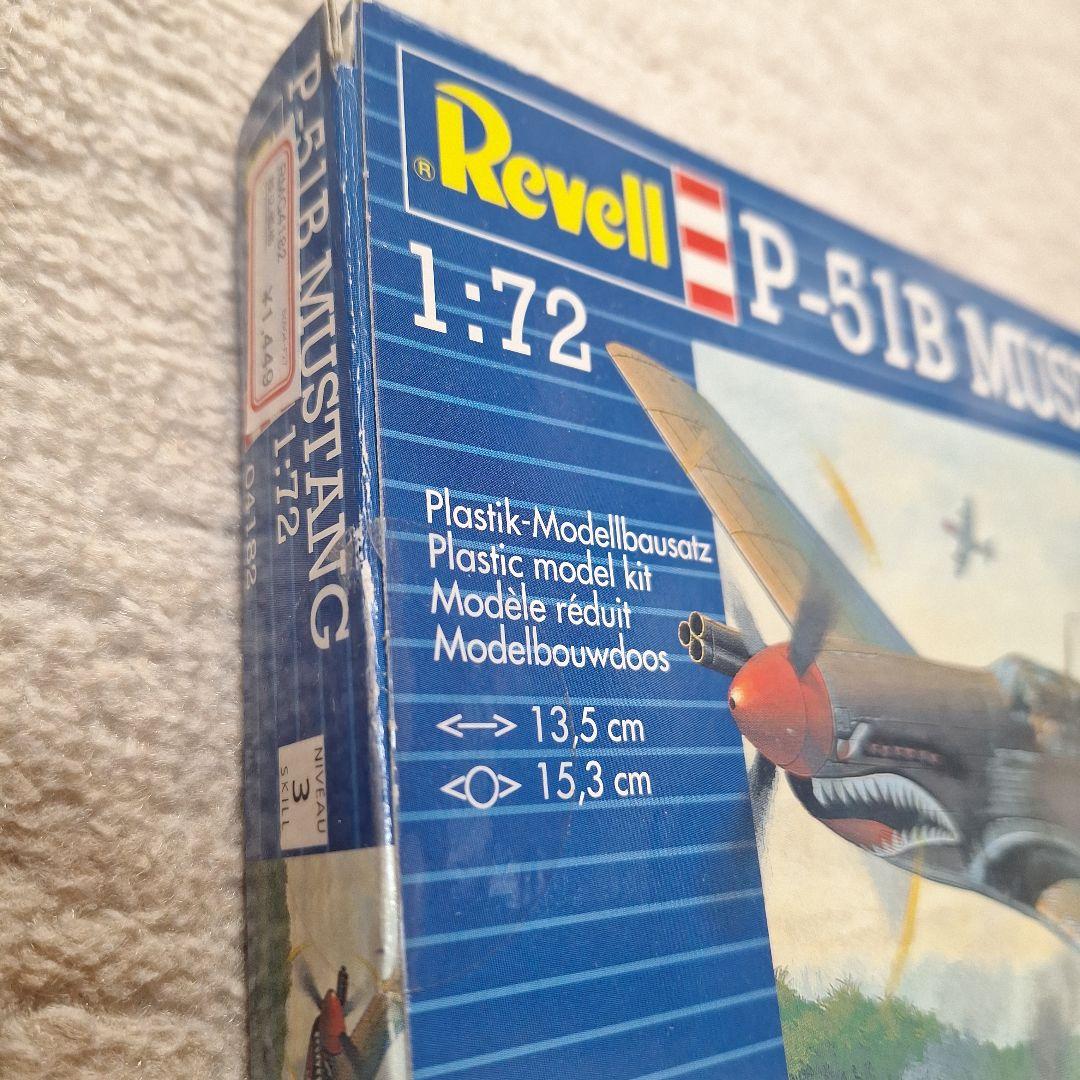 ® Revell
P-51B MUS
1:72
Plastik-Modellbausatz
Plastic model kit
Modèle réduit
Modelbouwdoos
13,5 cm
15,3 cm
P-51B MUSTANG
¥1,449
1:72
04182
NIVEAU
3
SKILL